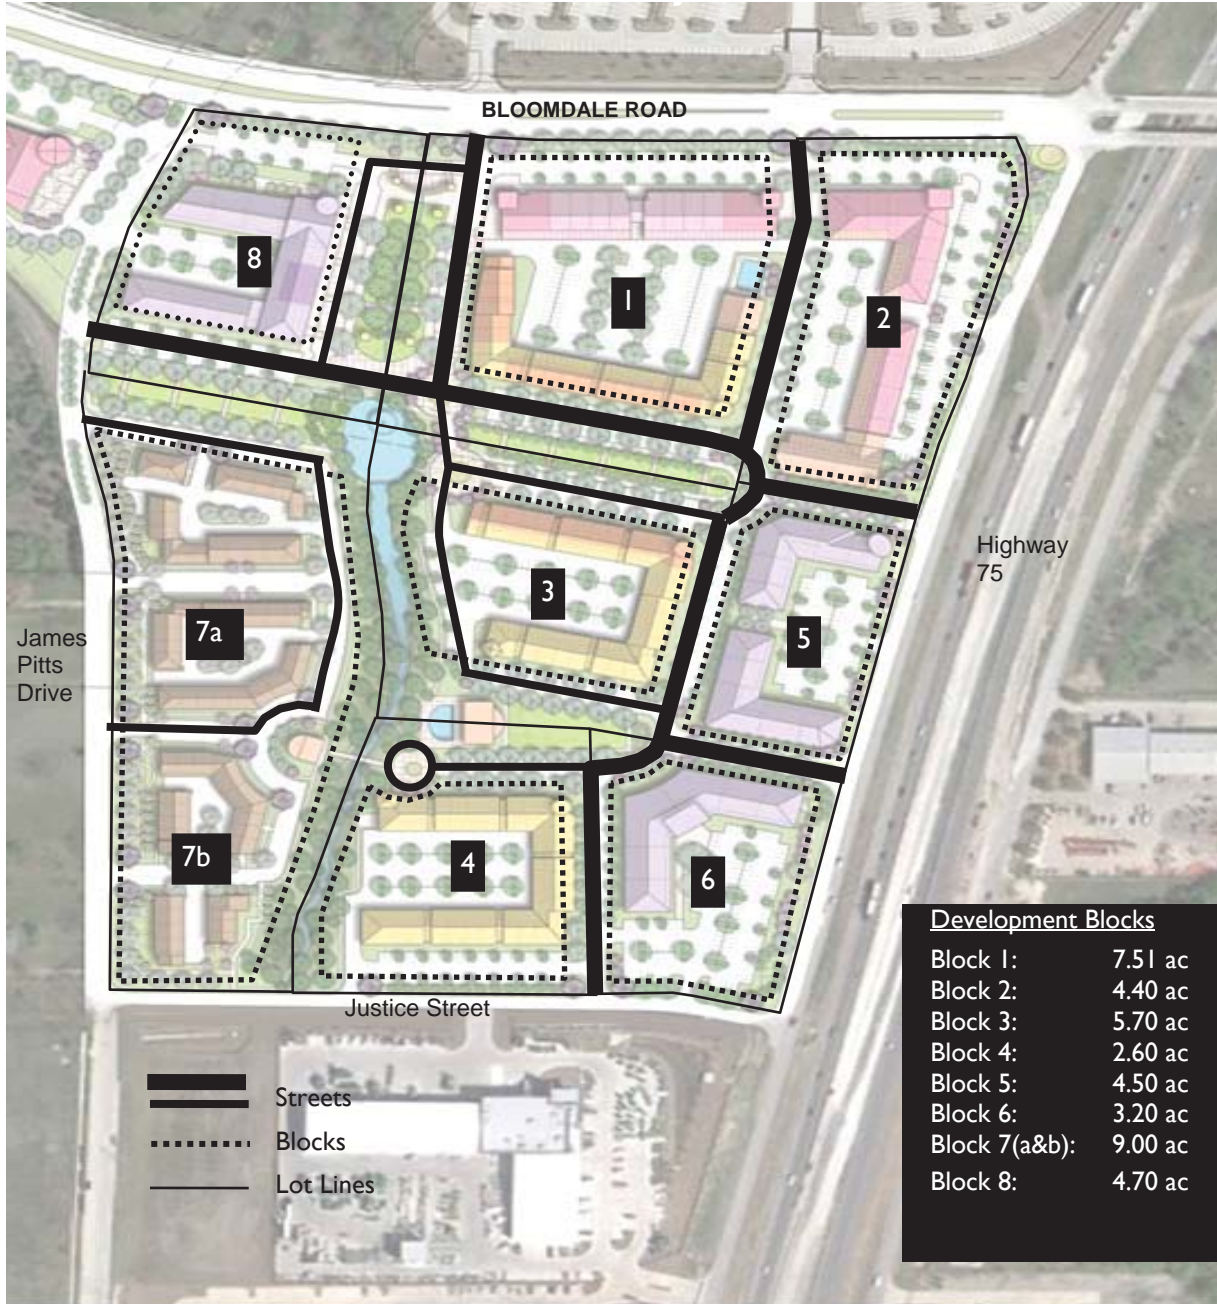 BLOOMDALE ROAD
8
1
2
Highway
75
3
7a
5
James
Pitts
Drive
7b
4
6
Justice Street
Streets
Blocks
Lot Lines
Development Blocks
Block 1: 7.51 ac
Block 2: 4.40 ac
Block 3: 5.70 ac
Block 4: 2.60 ac
Block 5: 4.50 ac
Block 6: 3.20 ac
Block 7(a&b): 9.00 ac
Block 8: 4.70 ac